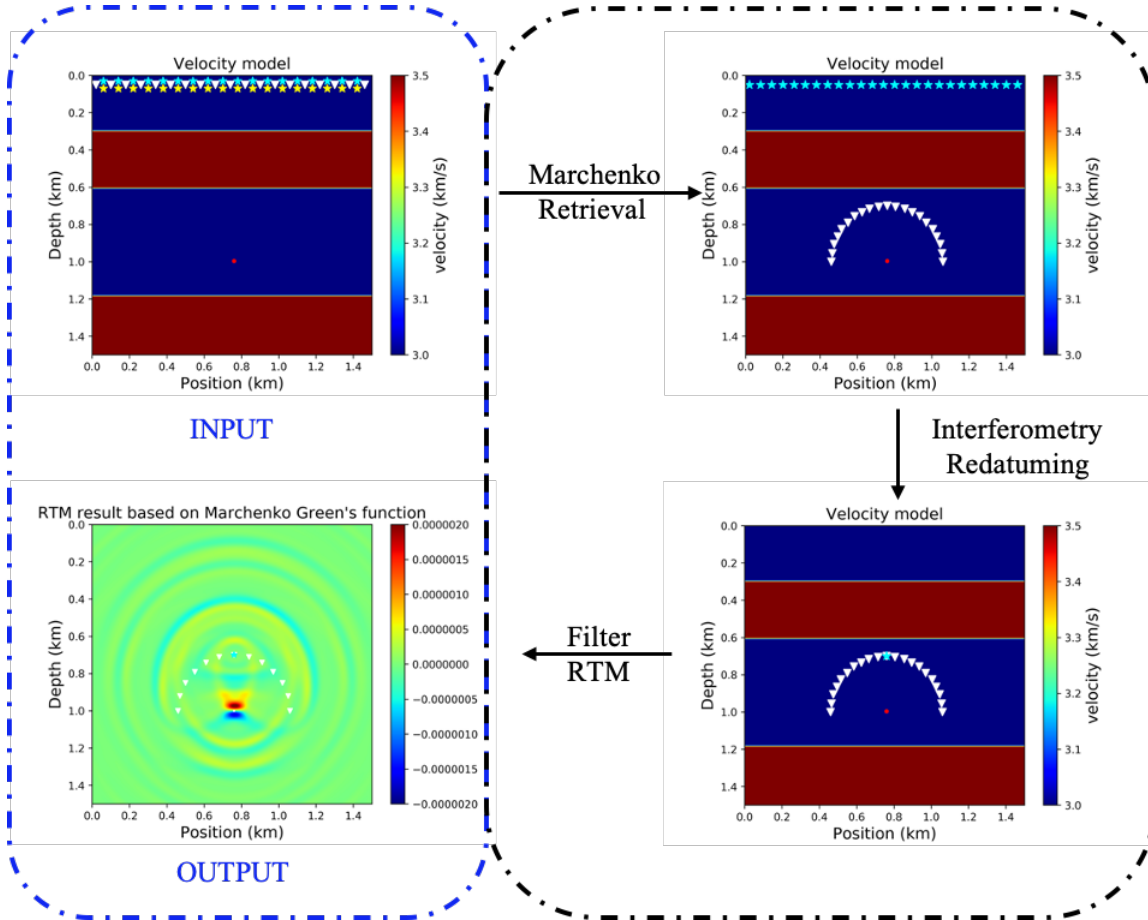 Velocity model
0.0
0.2
0.4
0.6
0.8
1.0
1.2
1.4
Depth (km)
0.0 0.2 0.4 0.6 0.8 1.0 1.2 1.4
Position (km)
3.5
3.4
3.3
3.2
3.1
3.0
velocity (km/s)
INPUT
Marchenko
Retrieval
Velocity model
0.0
0.2
0.4
0.6
0.8
1.0
1.2
1.4
Depth (km)
0.0 0.2 0.4 0.6 0.8 1.0 1.2 1.4
Position (km)
3.5
3.4
3.3
3.2
3.1
3.0
velocity (km/s)
Interferometry
Redatuming
Velocity model
0.0
0.2
0.4
0.6
0.8
1.0
1.2
1.4
Depth (km)
0.0 0.2 0.4 0.6 0.8 1.0 1.2 1.4
Position (km)
3.5
3.4
3.3
3.2
3.1
3.0
velocity (km/s)
Filter
RTM
RTM result based on Marchenko Green's function
0.0
0.2
0.4
0.6
0.8
1.0
1.2
1.4
Depth (km)
0.0 0.2 0.4 0.6 0.8 1.0 1.2 1.4
Position (km)
0.0000020
0.0000015
0.0000010
0.0000005
0.0000000
−0.0000005
−0.0000010
−0.0000015
−0.0000020
OUTPUT